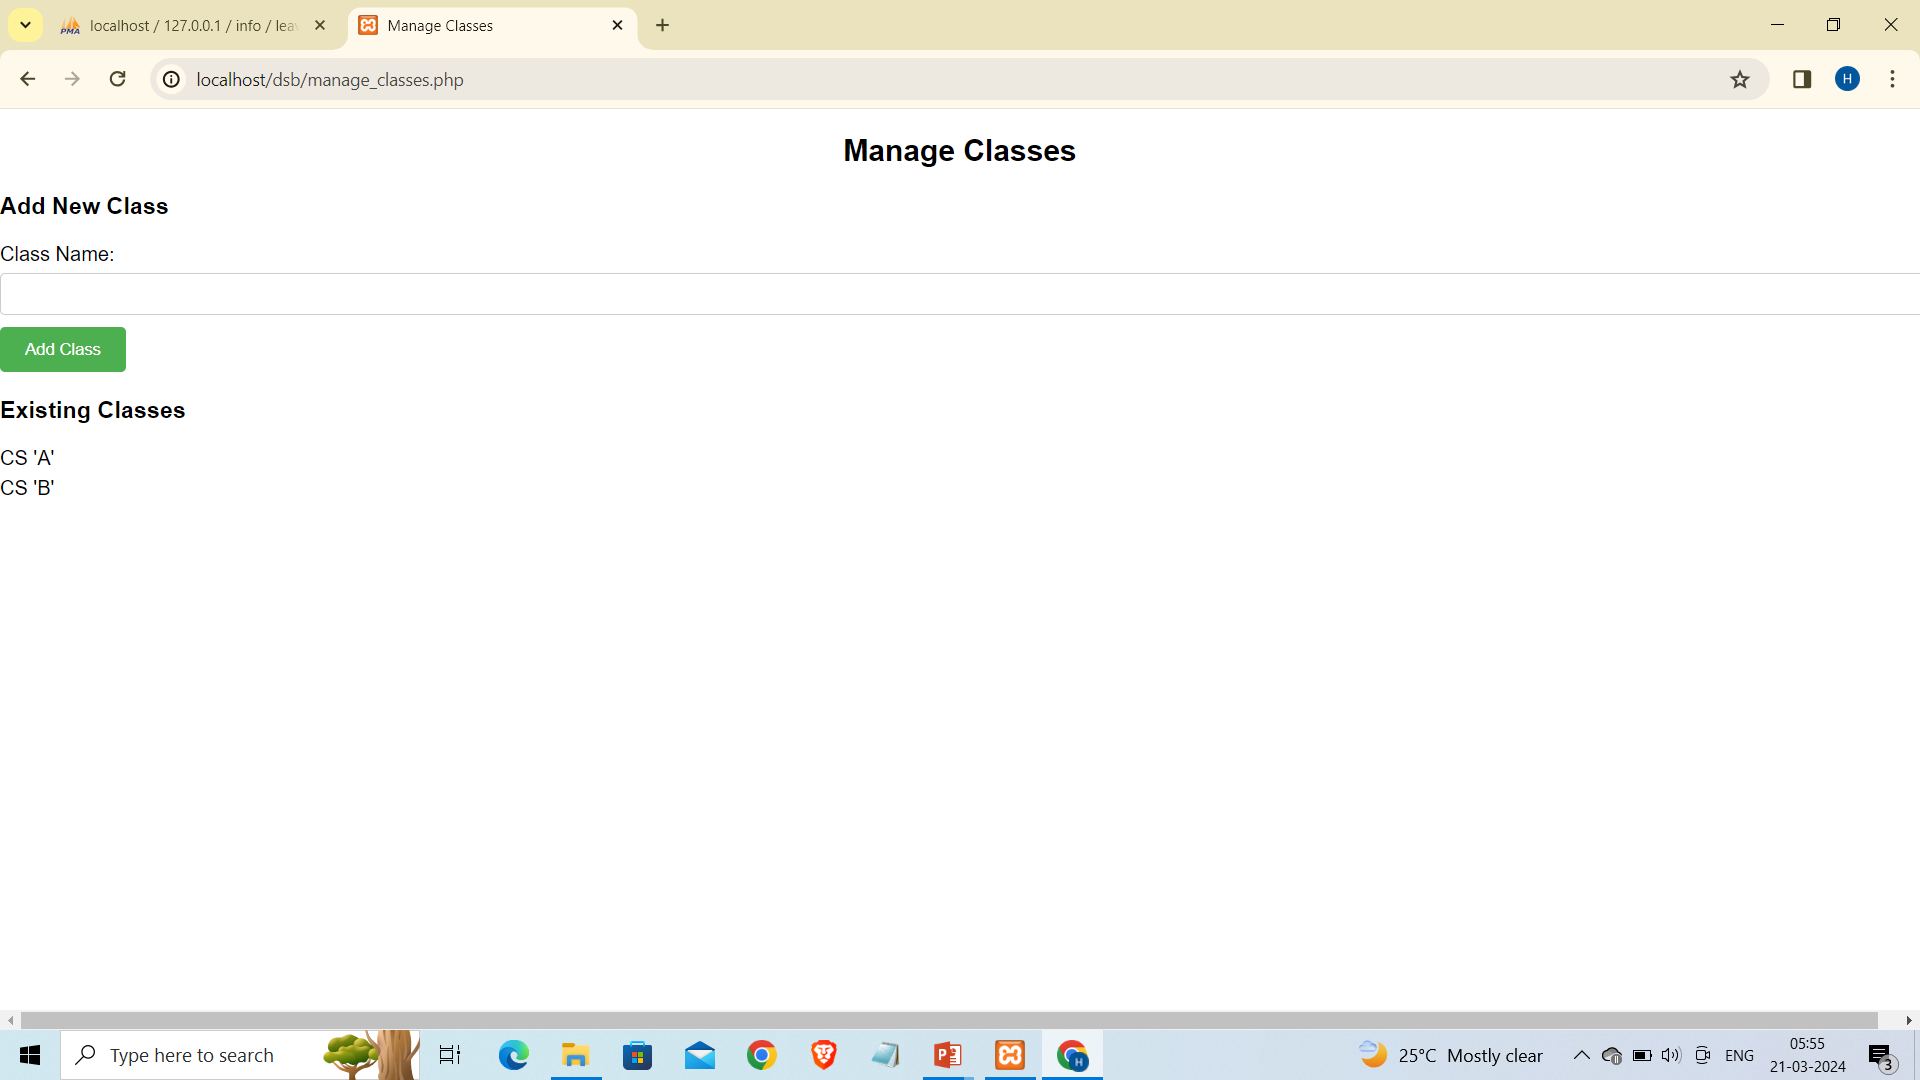 localhost / 127.0.0.1 / info / lea
Manage Classes
localhost/dsb/manage_classes.php
H
Manage Classes
Add New Class
Class Name:
Add Class
Existing Classes
CS 'A'
CS 'B'
Type here to search
25°C Mostly clear
ENG
05:55
21-03-2024
3